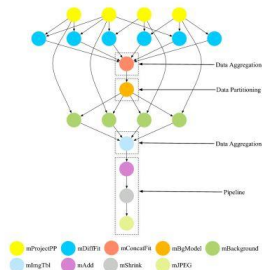 Data Aggregation
Data Partitioning
Data Aggregation
Pipeline
mProjectPP mDiffFit mConcatFit mBgModel mBackground
mImgTbl mAdd mShrink mJPEG